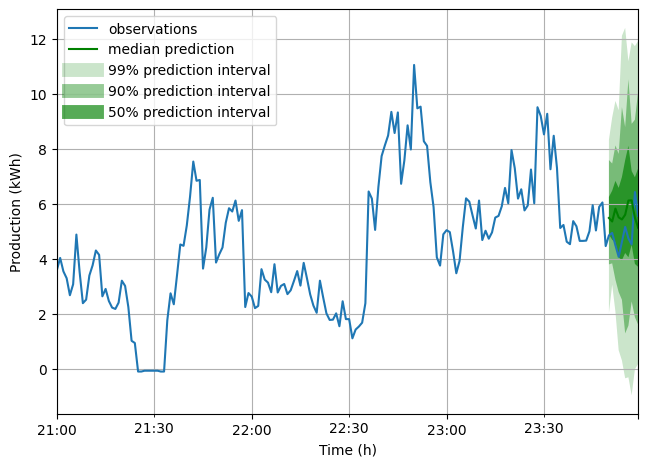 observations
median prediction
99% prediction interval
90% prediction interval
50% prediction interval
12
10
8
6
4
2
0
Production (kWh)
21:00
21:30
22:00
22:30
23:00
23:30
Time (h)